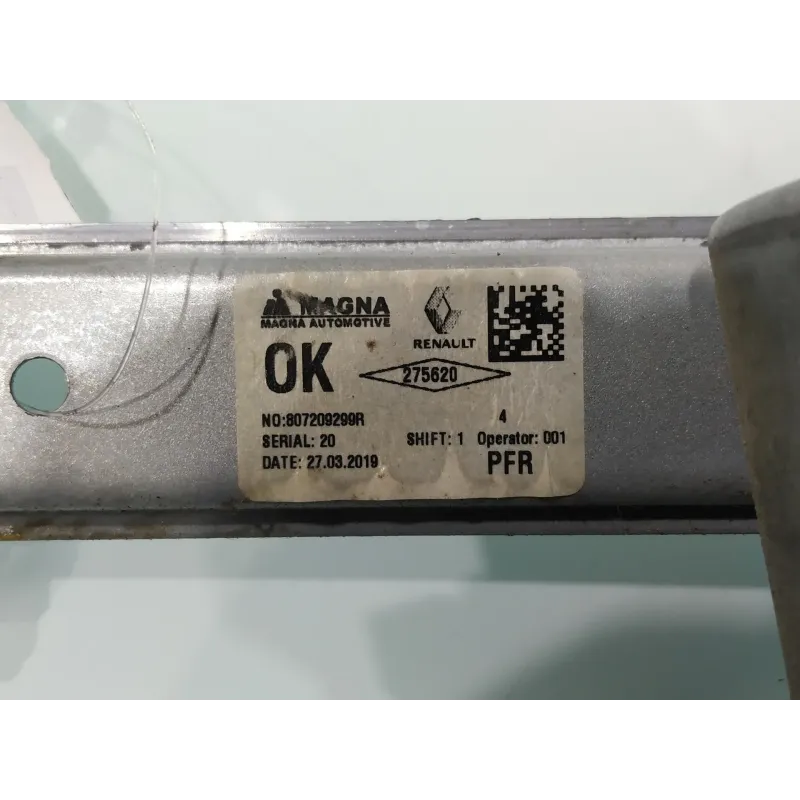 MAGNA
MAGNA AUTOMOTIVE
RENAULT
OK
275620
NO:807209299R
4
SERIAL: 20 SHIFT: 1 Operator: 001
DATE: 27.03.2019 PFR